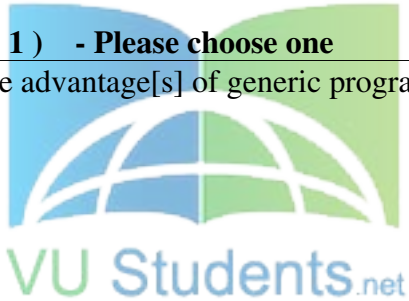 1 ) - Please choose one
e advantage[s] of generic progra
VU Students.net